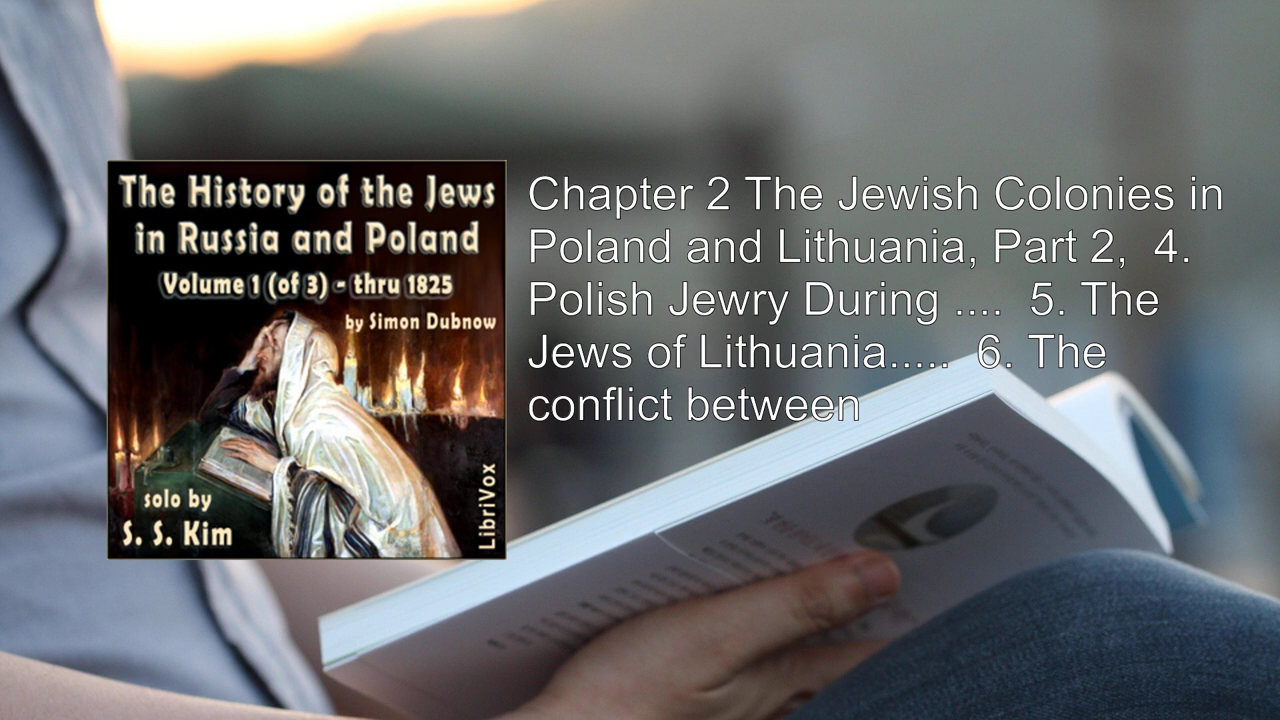 The History of the Jews
in Russia and Poland
Volume 1 (of 3) - thru 1825
by Simon Dubnow
solo by
S. S. Kim
LibriVox
Chapter 2 The Jewish Colonies in
Poland and Lithuania, Part 2,  4.
Polish Jewry During ....  5. The
Jews of Lithuania.....  6. The
conflict between